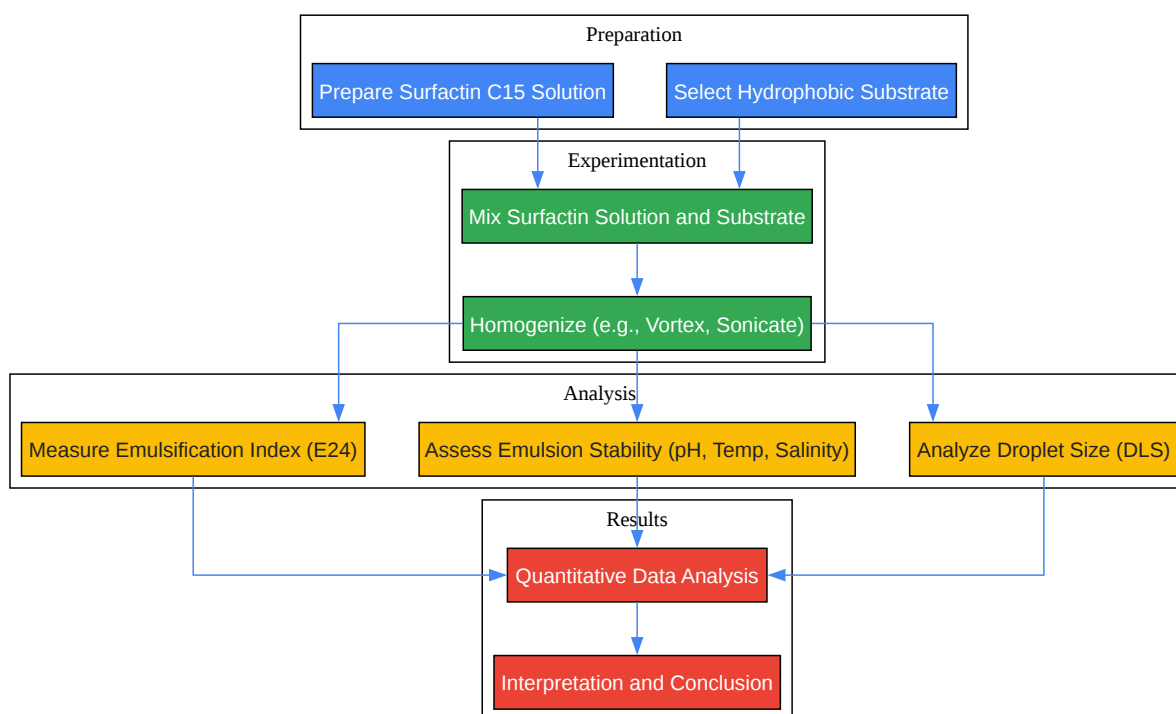 Preparation
Prepare Surfactin C15 Solution
Select Hydrophobic Substrate
Experimentation
Mix Surfactin Solution and Substrate
Homogenize (e.g., Vortex, Sonicate)
Analysis
Measure Emulsification Index (E24)
Assess Emulsion Stability (pH, Temp, Salinity)
Analyze Droplet Size (DLS)
Results
Quantitative Data Analysis
Interpretation and Conclusion